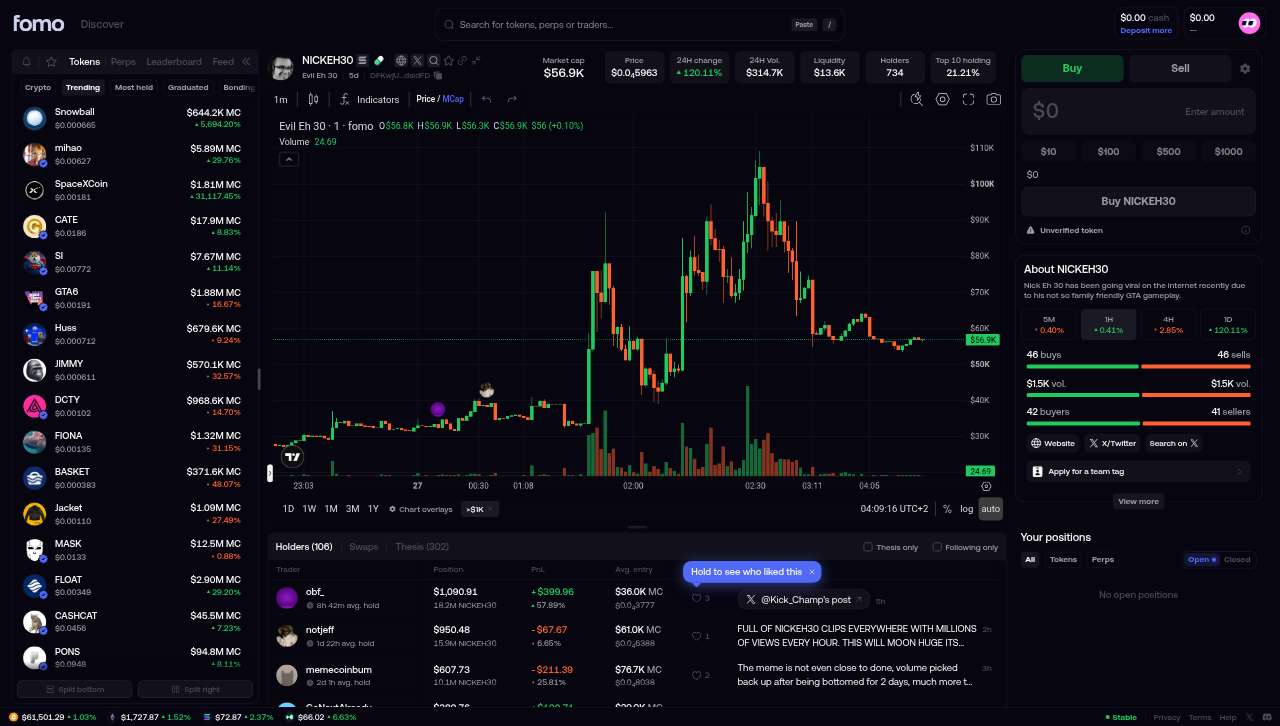 fomo
Discover
Search for tokens, perps or traders...
Paste
/
$0.00 cash
Deposit more
$0.00
—
Tokens
Perps
Leaderboard
Feed
Crypto
Trending
Most held
Graduated
Bonding
Snowball
$0.000665
$644.2K MC
5,694.20%
mihao
$0.00627
$5.89M MC
29.76%
SpaceXCoin
$0.00181
$1.81M MC
31,117.45%
CATE
$0.0186
$17.9M MC
8.83%
SI
$0.00772
$7.67M MC
11.14%
GTA6
$0.00191
$1.88M MC
16.67%
Huss
$0.000712
$679.6K MC
9.24%
JIMMY
$0.000611
$570.1K MC
32.57%
DCTY
$0.00102
$968.6K MC
14.70%
FIONA
$0.00135
$1.32M MC
31.15%
BASKET
$0.000383
$371.6K MC
48.07%
Jacket
$0.00110
$1.09M MC
27.49%
MASK
$0.0133
$12.5M MC
0.88%
FLOAT
$0.00349
$2.90M MC
29.20%
CASHCAT
$0.0456
$45.5M MC
7.23%
PONS
$0.0948
$94.8M MC
8.11%
Split bottom
Split right
NICKEH30
Evil Eh 30
5d
Market cap
$56.9K
Price
$0.0₄5963
24H change
120.11%
24H Vol.
$314.7K
Liquidity
$13.6K
Holders
734
Top 10 holding
21.21%
1m
Indicators
Price / MCap
Evil Eh 30 · 1 · fomo O$56.8K H$56.9K L$56.3K C$56.9K $56 (+0.10%)
Volume 24.69
$110K
$100K
$90K
$80K
$70K
$60K
$56.9K
$50K
$40K
$30K
24.69
23:03
27
00:30
01:08
02:00
02:30
03:11
04:05
1D
1W
1M
3M
1Y
Chart overlays
>$1K
04:09:16 UTC+2
%
log
auto
Holders (106)
Swaps
Thesis (302)
Thesis only
Following only
Trader
Position
PnL
Avg. entry
Hold to see who liked this
×
obf_
8h 42m avg. hold
$1,090.91
18.2M NICKEH30
+$399.96
57.89%
$36.0K MC
$0.0₄3777
3
@Kick_Champ's post
5h
notjeff
1d 22h avg. hold
$950.48
15.9M NICKEH30
-$67.67
6.65%
$61.0K MC
$0.0₄6388
1
FULL OF NICKEH30 CLIPS EVERYWHERE WITH MILLIONS
OF VIEWS EVERY HOUR. THIS WILL MOON HUGE ITS...
2h
memecoinbum
2d 1h avg. hold
$607.73
10.1M NICKEH30
-$211.39
25.81%
$76.7K MC
$0.0₄8038
2
The meme is not even close to done, volume picked
back up after being bottomed for 2 days, much more t...
3h
Buy
Sell
$0
Enter amount
$10
$100
$500
$1000
$0
Buy NICKEH30
Unverified token
About NICKEH30
Nick Eh 30 has been going viral on the internet recently due
to his not so family friendly GTA gameplay.
5M
0.40%
1H
0.41%
4H
2.85%
1D
120.11%
46 buys
46 sells
$1.5K vol.
$1.5K vol.
42 buyers
41 sellers
Website
X/Twitter
Search on X
Apply for a team tag
View more
Your positions
All
Tokens
Perps
Open
Closed
No open positions
$61,501.29 1.03%
$1,727.87 1.52%
$72.87 2.37%
$66.02 6.63%
Stable
Privacy
Terms
Help